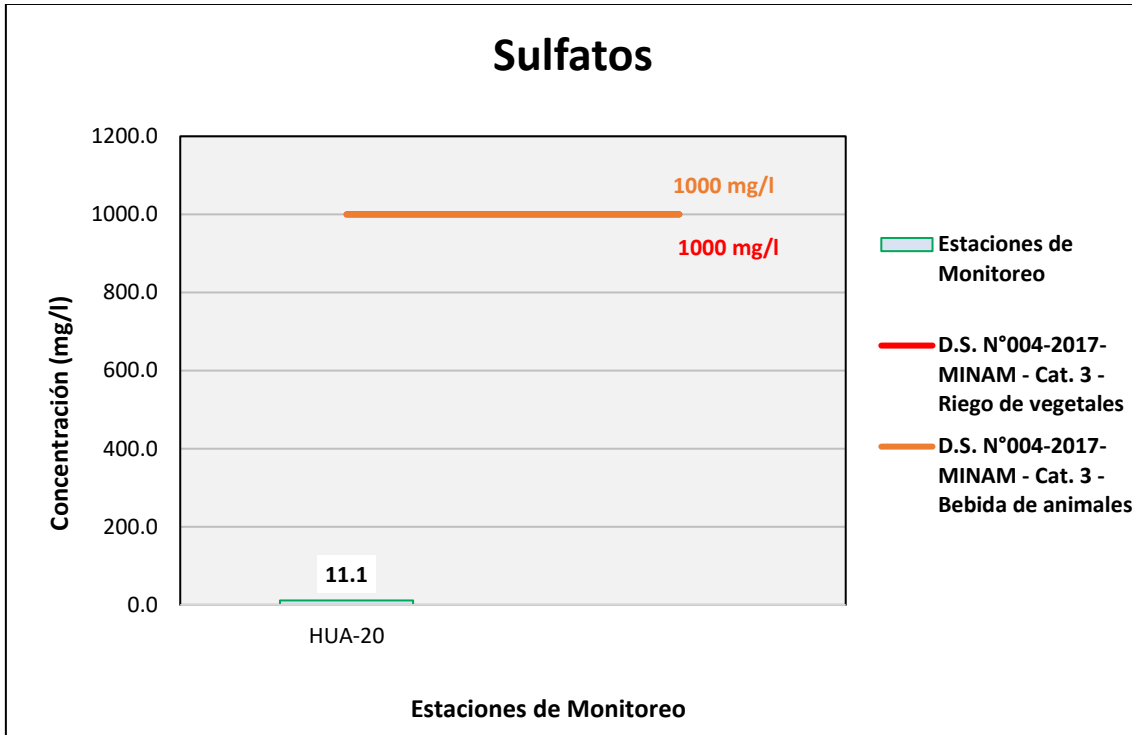 Sulfatos
Concentración (mg/l)
1200.0
1000.0
800.0
600.0
400.0
200.0
0.0
1000 mg/l
1000 mg/l
11.1
HUA-20
Estaciones de Monitoreo
Estaciones de
Monitoreo
D.S. N°004-2017-
MINAM - Cat. 3 -
Riego de vegetales
D.S. N°004-2017-
MINAM - Cat. 3 -
Bebida de animales